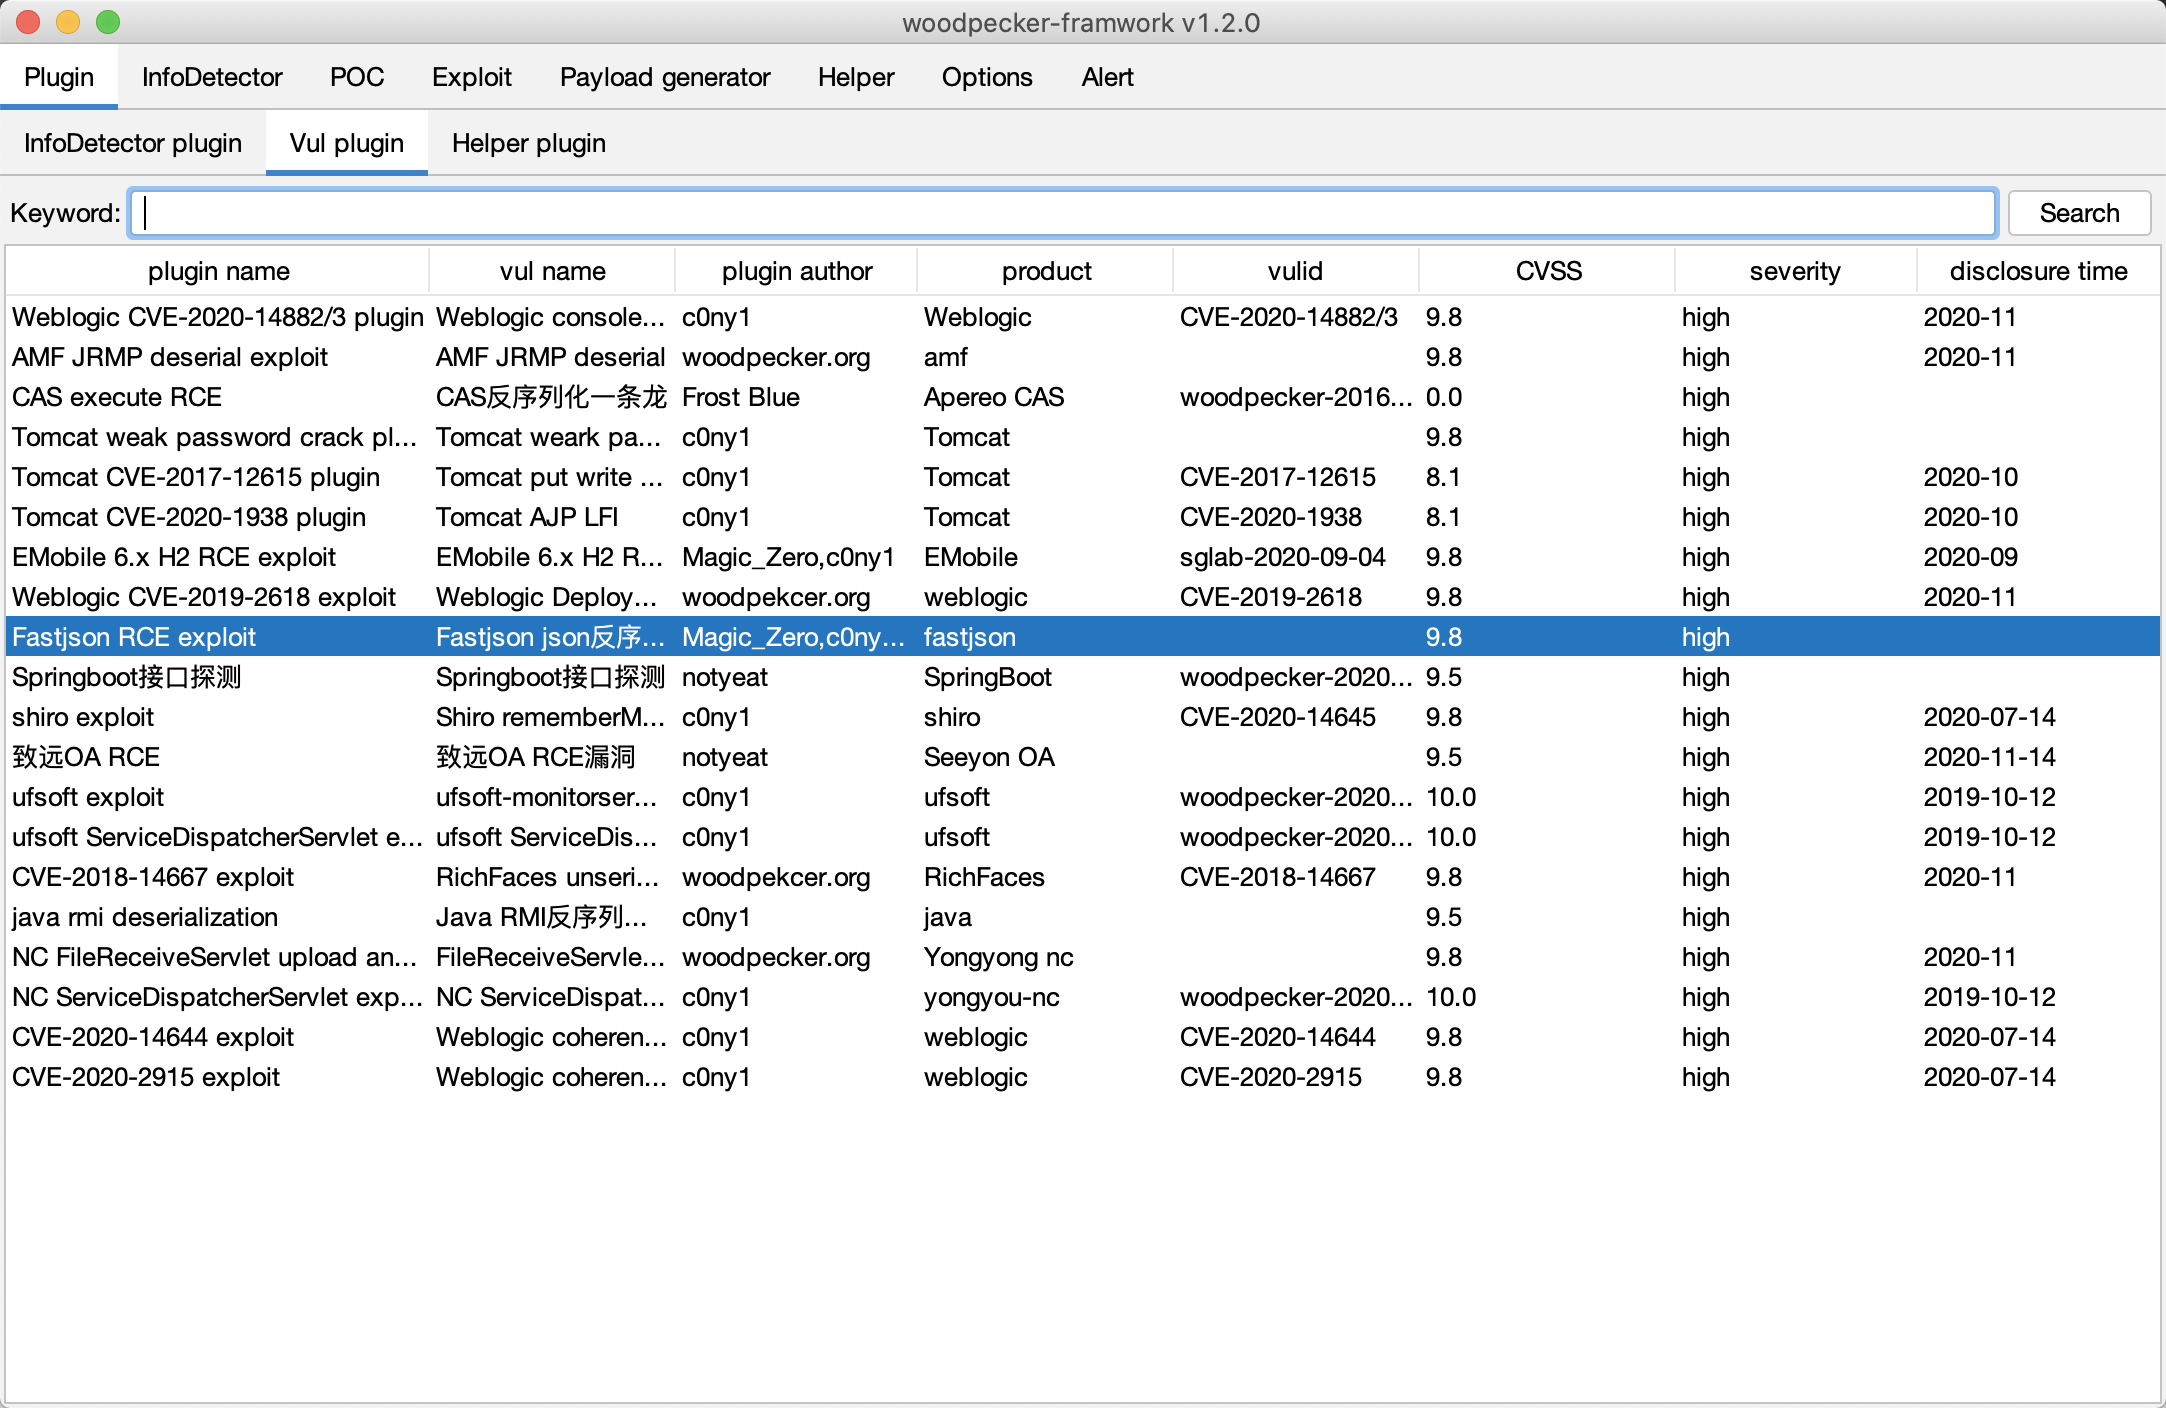 woodpecker-framwork v1.2.0
Plugin InfoDetector POC Exploit Payload generator Helper Options Alert
InfoDetector plugin Vul plugin Helper plugin
Keyword: Search
plugin name vul name plugin author product vulid CVSS severity disclosure time
Weblogic CVE-2020-14882/3 plugin Weblogic console... c0ny1 Weblogic CVE-2020-14882/3 9.8 high 2020-11
AMF JRMP deserial exploit AMF JRMP deserial woodpecker.org amf 9.8 high 2020-11
CAS execute RCE CAS反序列化一条龙 Frost Blue Apereo CAS woodpecker-2016... 0.0 high
Tomcat weak password crack pl... Tomcat weark pa... c0ny1 Tomcat 9.8 high
Tomcat CVE-2017-12615 plugin Tomcat put write ... c0ny1 Tomcat CVE-2017-12615 8.1 high 2020-10
Tomcat CVE-2020-1938 plugin Tomcat AJP LFI c0ny1 Tomcat CVE-2020-1938 8.1 high 2020-10
EMobile 6.x H2 RCE exploit EMobile 6.x H2 R... Magic_Zero,c0ny1 EMobile sglab-2020-09-04 9.8 high 2020-09
Weblogic CVE-2019-2618 exploit Weblogic Deploy... woodpekcer.org weblogic CVE-2019-2618 9.8 high 2020-11
Fastjson RCE exploit Fastjson json反序... Magic_Zero,c0ny... fastjson 9.8 high
Springboot接口探测 Springboot接口探测 notyeat SpringBoot woodpecker-2020... 9.5 high
shiro exploit Shiro rememberM... c0ny1 shiro CVE-2020-14645 9.8 high 2020-07-14
致远OA RCE 致远OA RCE漏洞 notyeat Seeyon OA 9.5 high 2020-11-14
ufsoft exploit ufsoft-monitorser... c0ny1 ufsoft woodpecker-2020... 10.0 high 2019-10-12
ufsoft ServiceDispatcherServlet e... ufsoft ServiceDis... c0ny1 ufsoft woodpecker-2020... 10.0 high 2019-10-12
CVE-2018-14667 exploit RichFaces unseri... woodpekcer.org RichFaces CVE-2018-14667 9.8 high 2020-11
java rmi deserialization Java RMI反序列... c0ny1 java 9.5 high
NC FileReceiveServlet upload an... FileReceiveServle... woodpecker.org Yongyong nc 9.8 high 2020-11
NC ServiceDispatcherServlet exp... NC ServiceDispat... c0ny1 yongyou-nc woodpecker-2020... 10.0 high 2019-10-12
CVE-2020-14644 exploit Weblogic coheren... c0ny1 weblogic CVE-2020-14644 9.8 high 2020-07-14
CVE-2020-2915 exploit Weblogic coheren... c0ny1 weblogic CVE-2020-2915 9.8 high 2020-07-14